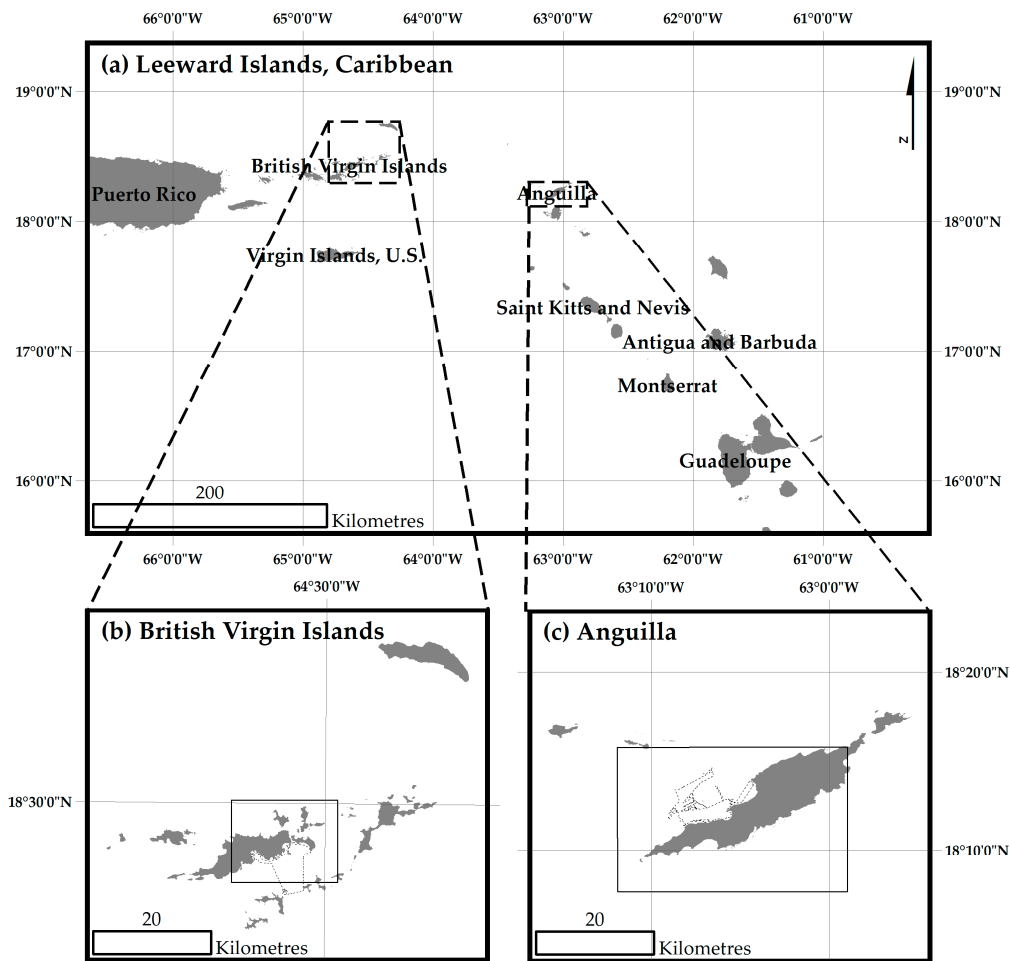 66°0'0"W 65°0'0"W 64°0'0"W 63°0'0"W 62°0'0"W 61°0'0"W
(a) Leeward Islands, Caribbean
19°0'0"N 19°0'0"N
N
British Virgin Islands
Puerto Rico
Anguilla
18°0'0"N 18°0'0"N
Virgin Islands, U.S.
Saint Kitts and Nevis
Antigua and Barbuda
17°0'0"N 17°0'0"N
Montserrat
Guadeloupe
16°0'0"N 16°0'0"N
200
Kilometres
66°0'0"W 65°0'0"W 64°0'0"W 63°0'0"W 62°0'0"W 61°0'0"W
64°30'0"W
63°10'0"W 63°0'0"W
(b) British Virgin Islands
18°30'0"N
20
Kilometres
(c) Anguilla
18°20'0"N
18°10'0"N
20
Kilometres